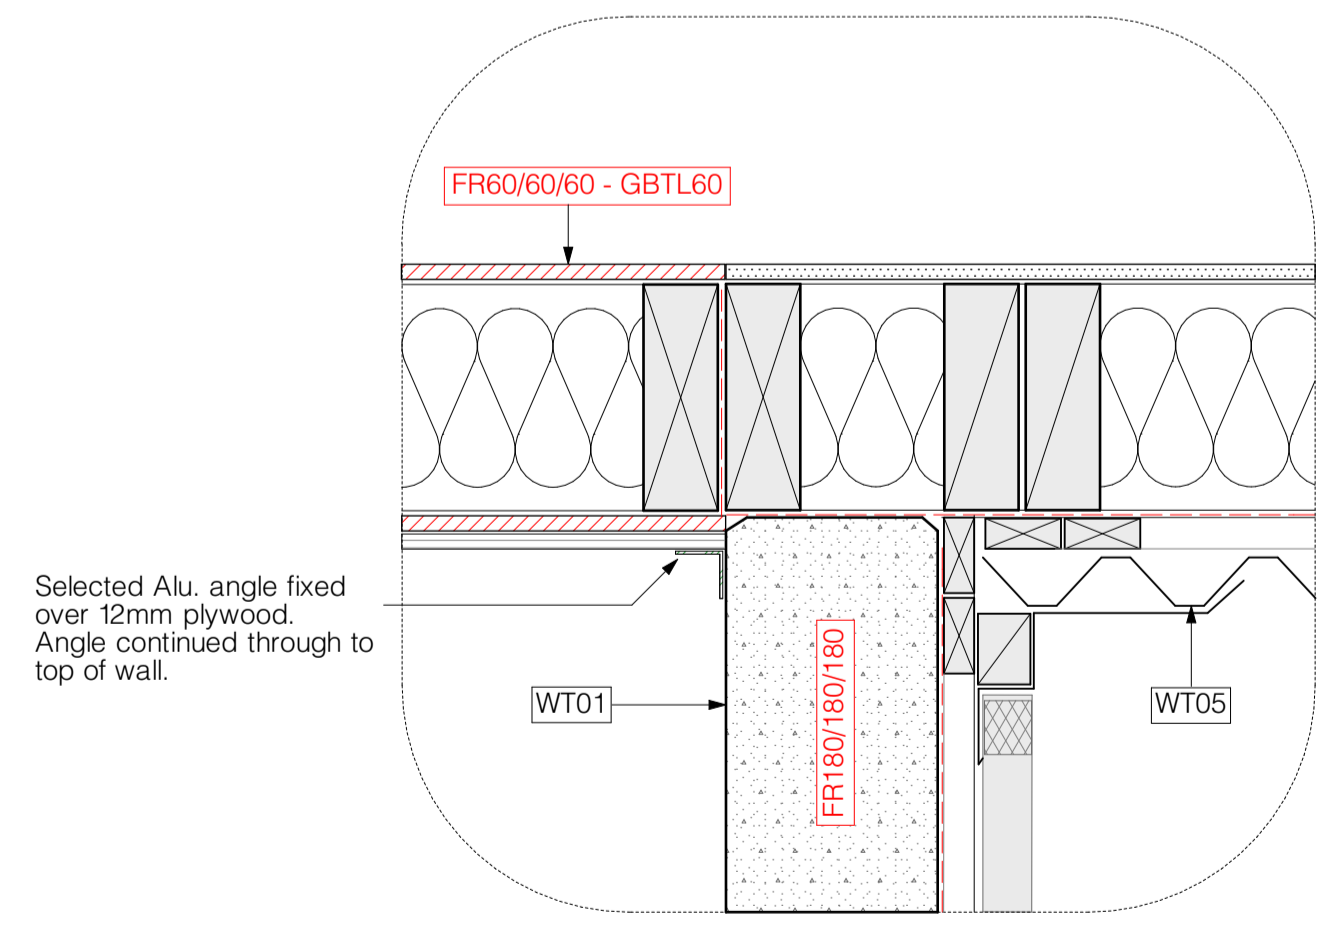 FR60/60/60 - GBTL60
Selected Alu. angle fixed
over 12mm plywood.
Angle continued through to
top of wall.
WT01
FR180/180/180
WT05